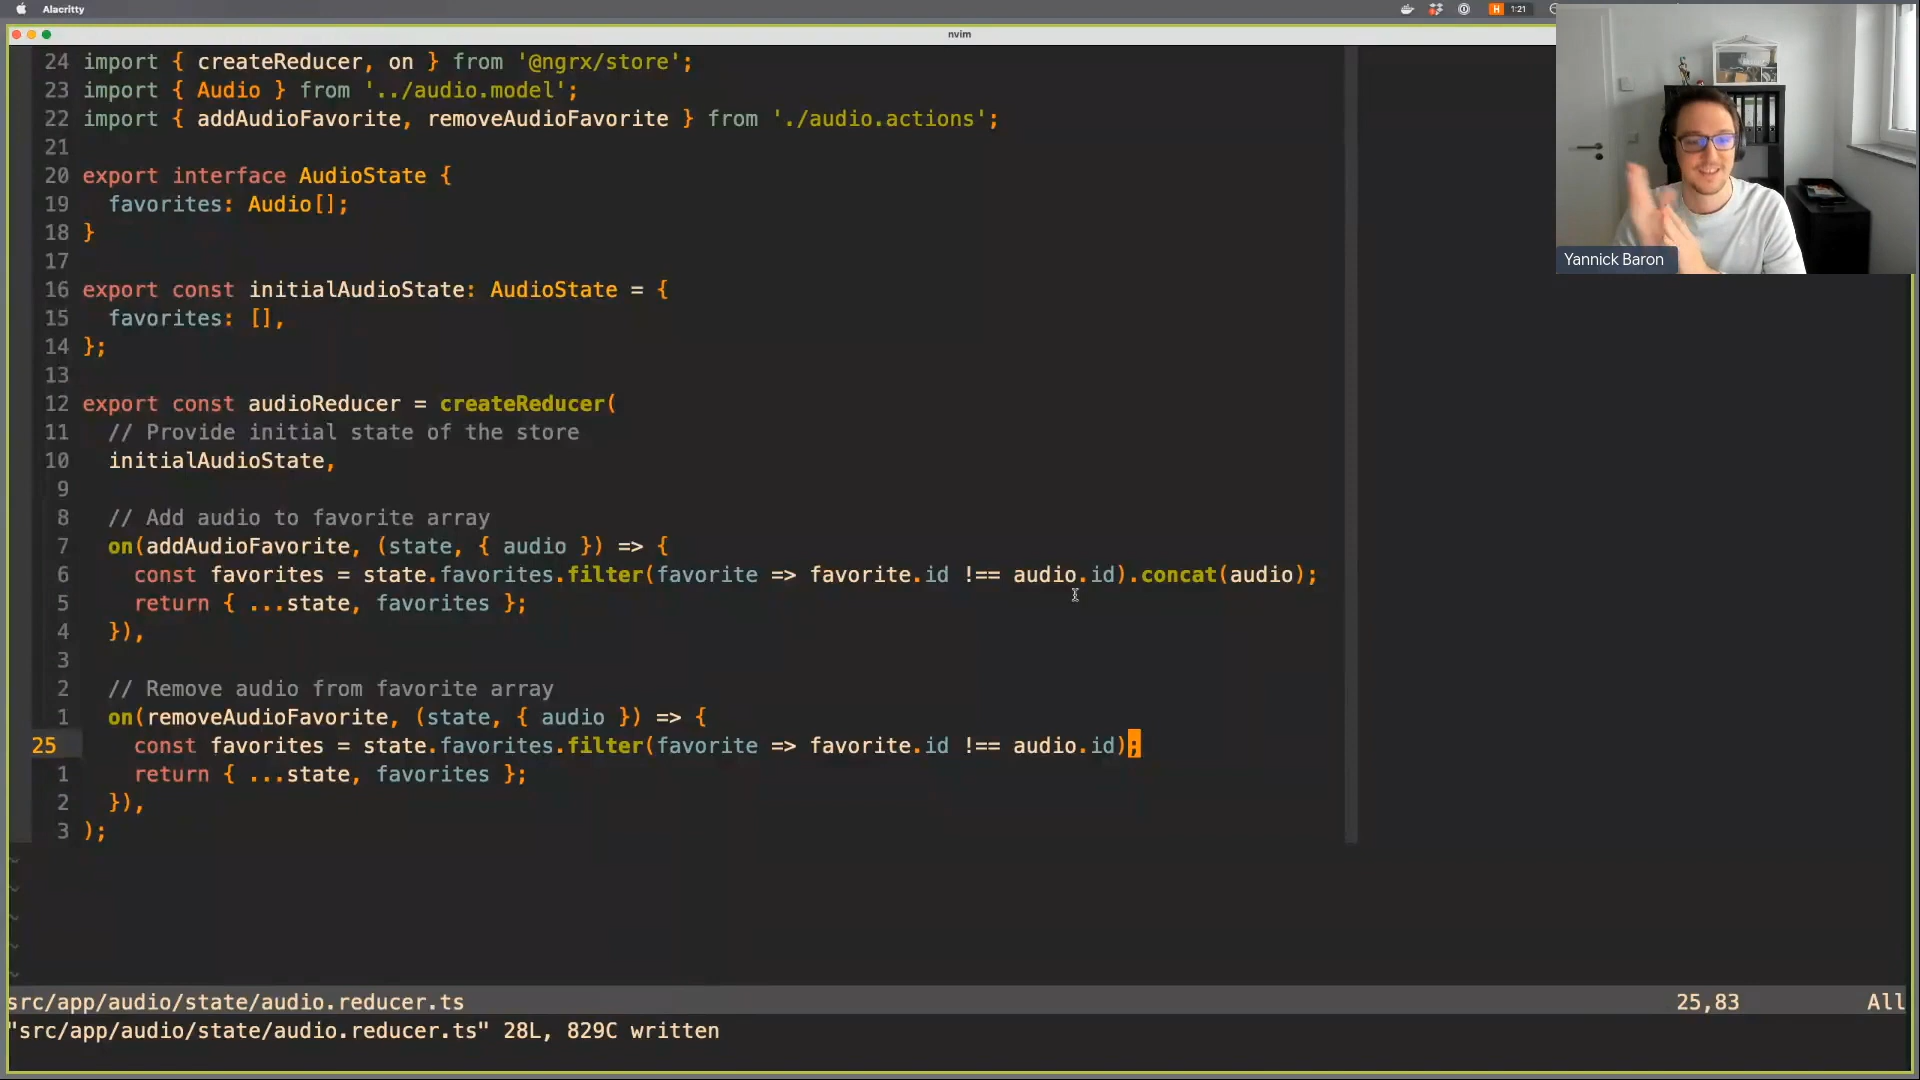 Alacritty
H 1:21
nvim
24 import { createReducer, on } from '@ngrx/store';
23 import { Audio } from '../audio.model';
22 import { addAudioFavorite, removeAudioFavorite } from './audio.actions';
21
20 export interface AudioState {
19 favorites: Audio[];
18 }
17
16 export const initialAudioState: AudioState = {
15 favorites: [],
14 };
13
12 export const audioReducer = createReducer(
11 // Provide initial state of the store
10 initialAudioState,
9
8 // Add audio to favorite array
7 on(addAudioFavorite, (state, { audio }) => {
6 const favorites = state.favorites.filter(favorite => favorite.id !== audio.id).concat(audio);
5 return { ...state, favorites };
4 }),
3
2 // Remove audio from favorite array
1 on(removeAudioFavorite, (state, { audio }) => {
25 const favorites = state.favorites.filter(favorite => favorite.id !== audio.id);
1 return { ...state, favorites };
2 }),
3 );
~
~
~
~
~
src/app/audio/state/audio.reducer.ts 25,83 All
"src/app/audio/state/audio.reducer.ts" 28L, 829C written
Yannick Baron